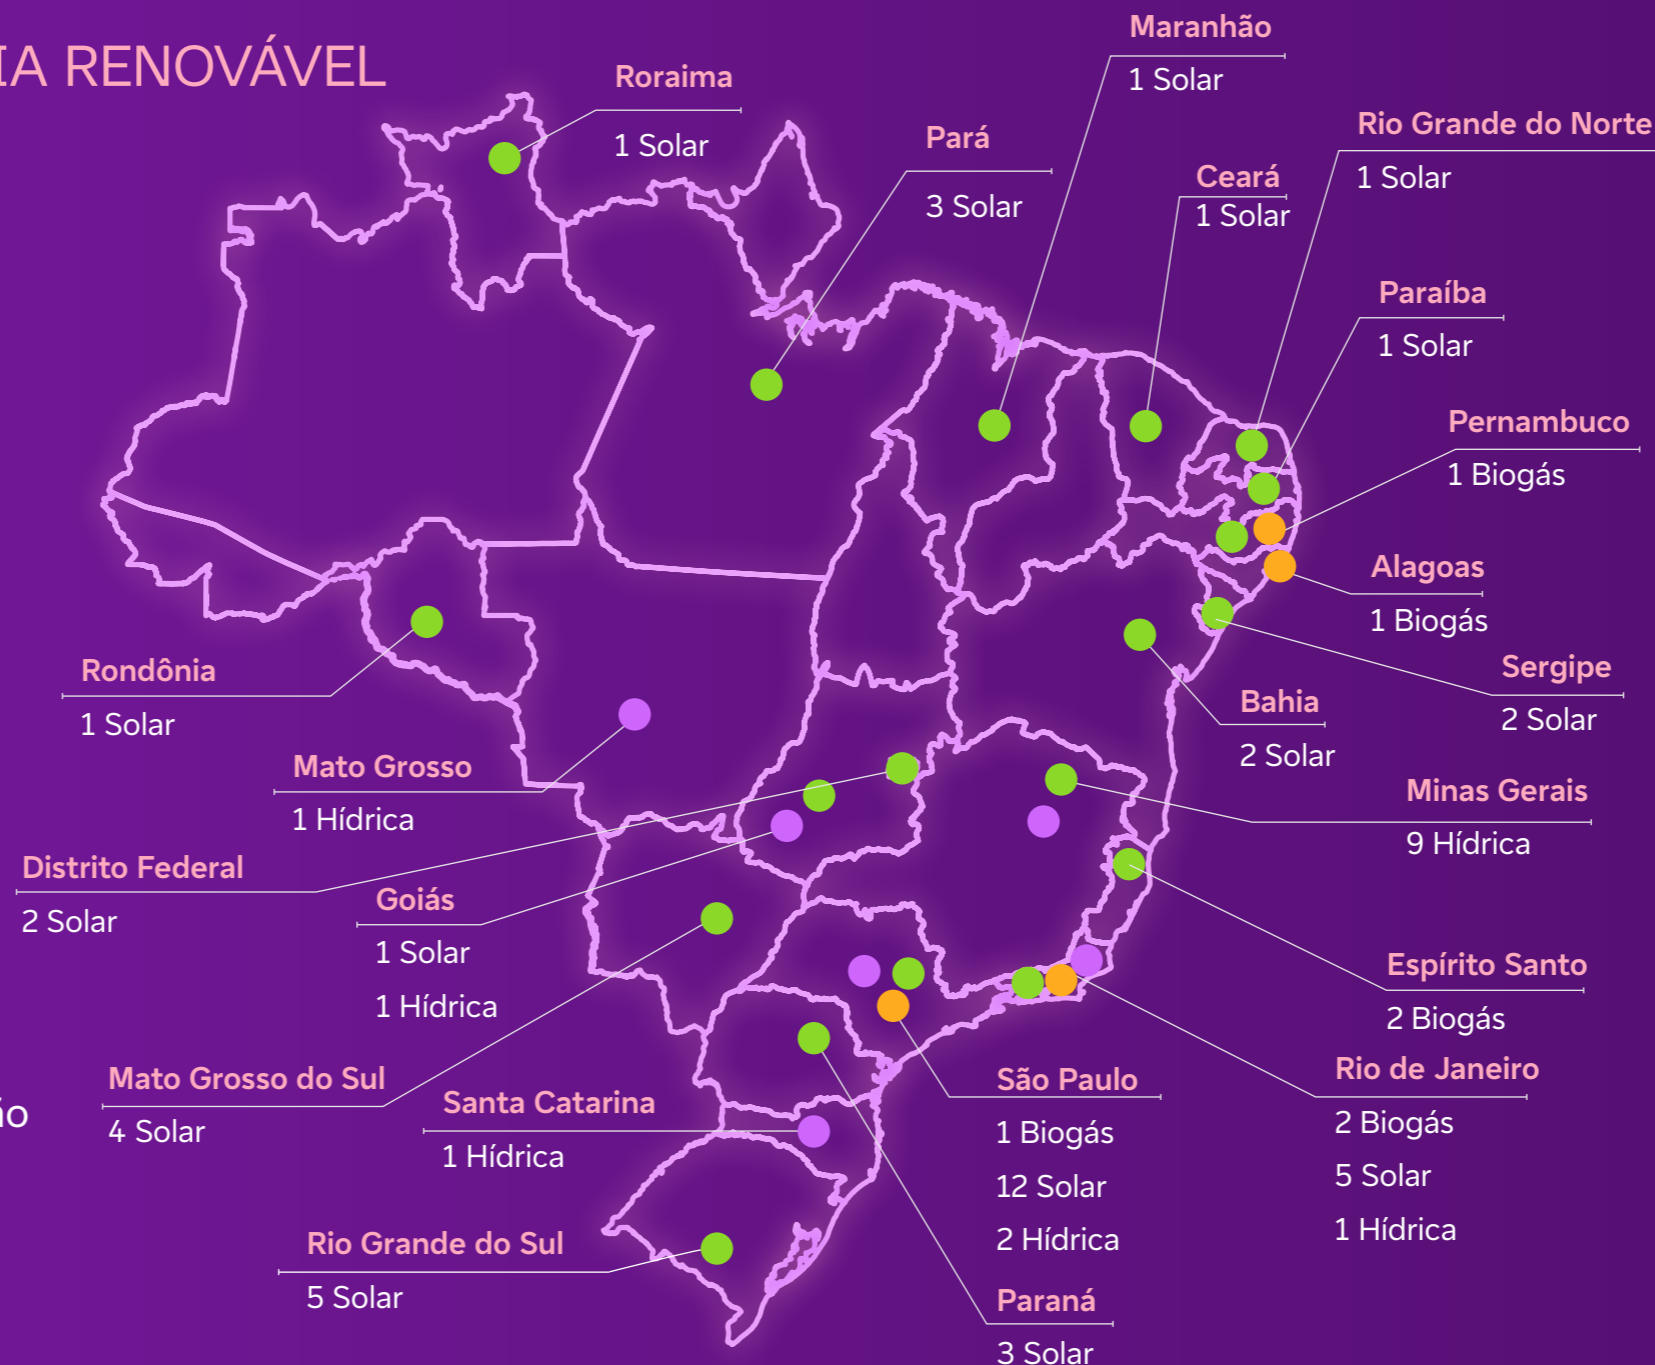 IA RENOVÁVEL
Roraima
1 Solar
Pará
3 Solar
Maranhão
1 Solar
Ceará
1 Solar
Rio Grande do Norte
1 Solar
Paraíba
1 Solar
Pernambuco
1 Biogás
Alagoas
1 Biogás
Sergipe
2 Solar
Bahia
2 Solar
Minas Gerais
9 Hídrica
Espírito Santo
2 Biogás
Rio de Janeiro
2 Biogás
5 Solar
1 Hídrica
São Paulo
1 Biogás
12 Solar
2 Hídrica
Paraná
3 Solar
Rondônia
1 Solar
Mato Grosso
1 Hídrica
Distrito Federal
2 Solar
Goiás
1 Solar
1 Hídrica
Mato Grosso do Sul
4 Solar
ão
Santa Catarina
1 Hídrica
Rio Grande do Sul
5 Solar